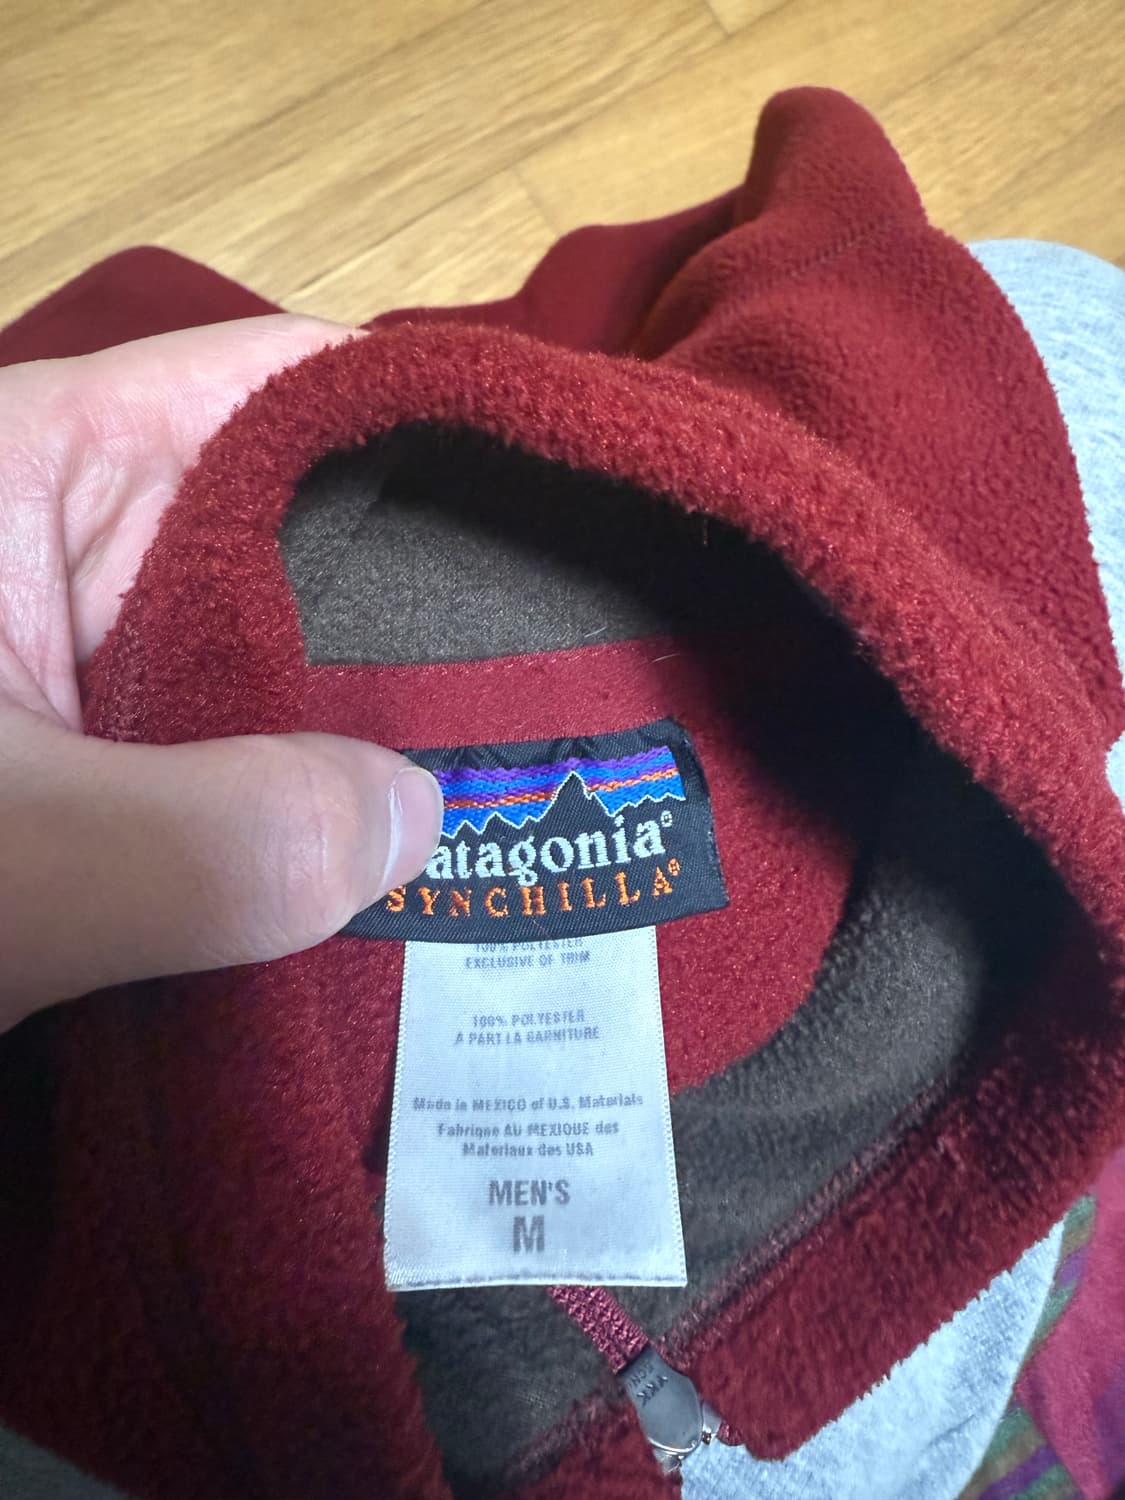 atagonia®
SYNCHILLA®
100% POLYESTER
EXCLUSIVE OF TRIM
100% POLYESTER
A PART LA GARNITURE
Made in MEXICO of U.S. Materials
Fabrique AU MEXIQUE des
Materiaux des USA
MEN'S
M
YKK